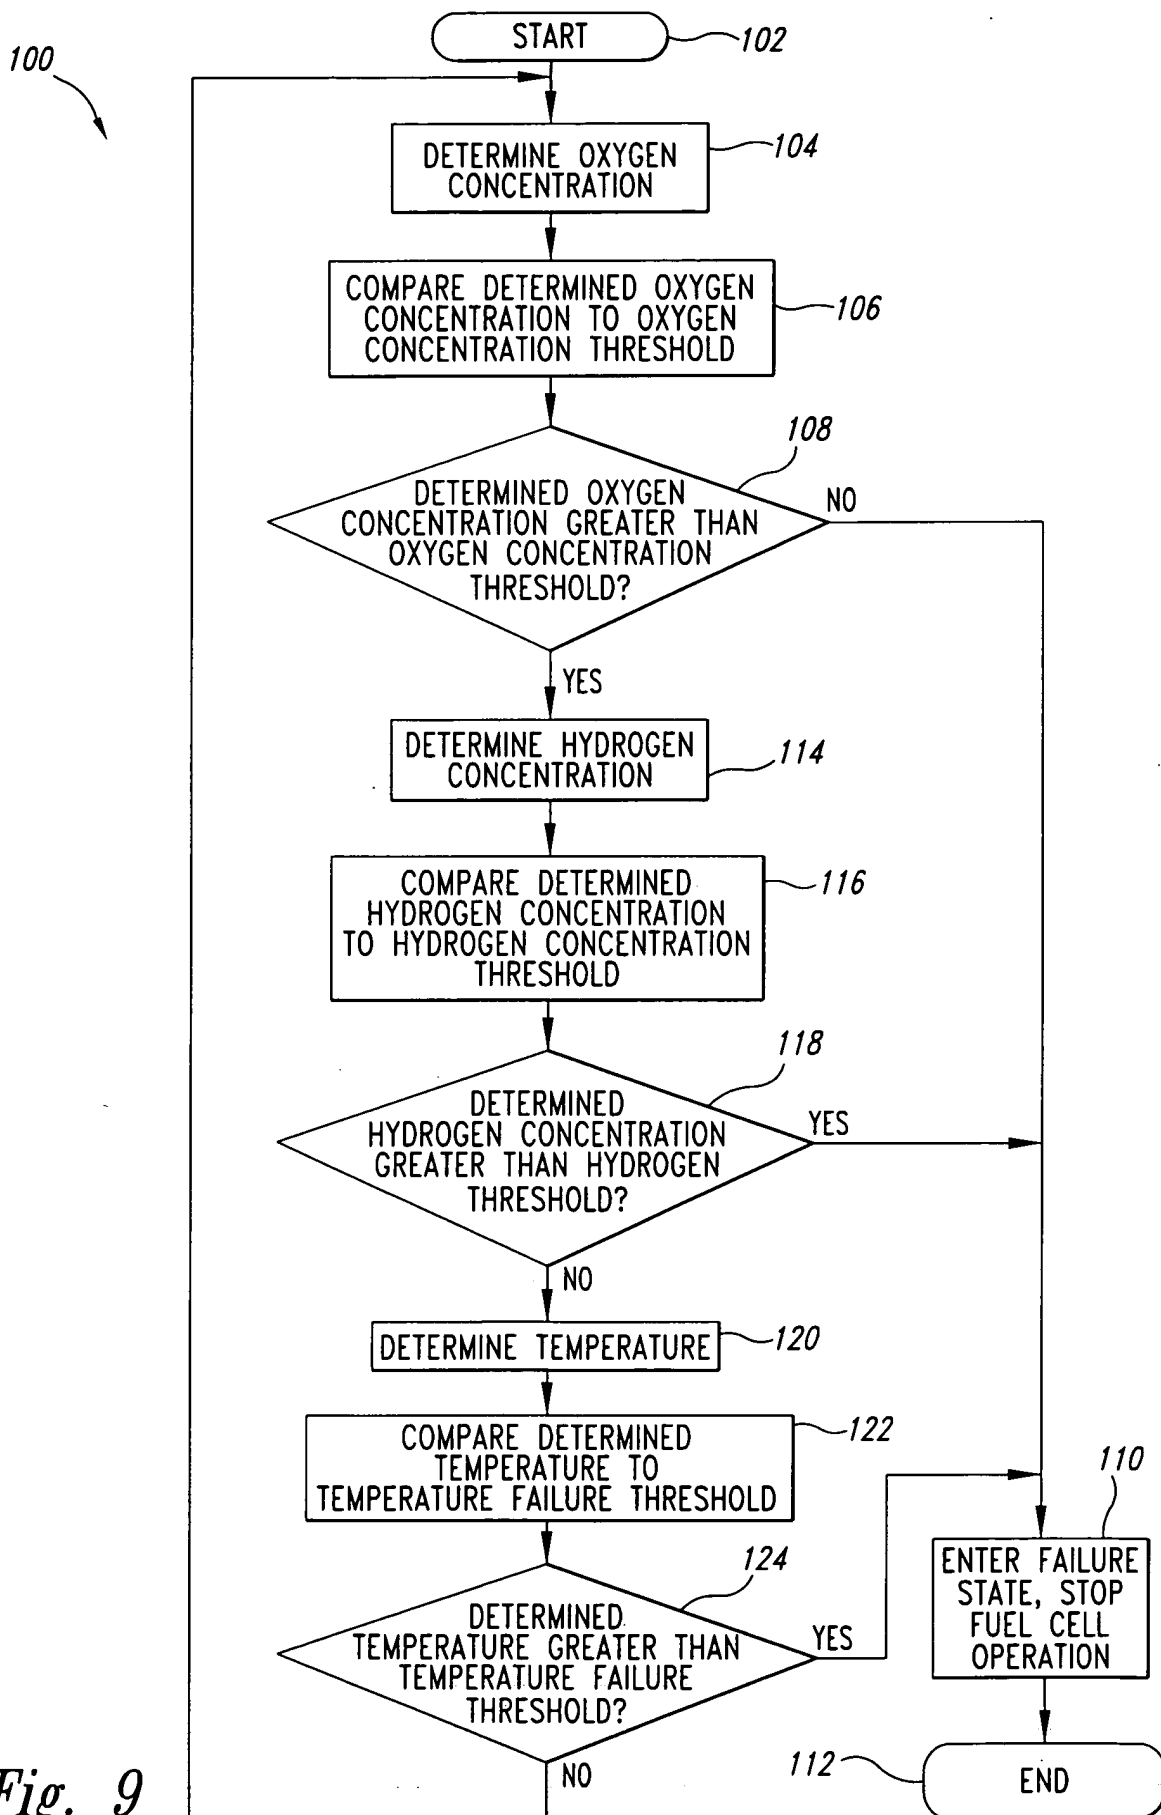 START
102
100
DETERMINE OXYGEN
CONCENTRATION
104
COMPARE DETERMINED OXYGEN
CONCENTRATION TO OXYGEN
CONCENTRATION THRESHOLD
106
108
DETERMINED OXYGEN
CONCENTRATION GREATER THAN
OXYGEN CONCENTRATION
THRESHOLD?
NO
YES
DETERMINE HYDROGEN
CONCENTRATION
114
COMPARE DETERMINED
HYDROGEN CONCENTRATION
TO HYDROGEN CONCENTRATION
THRESHOLD
116
118
DETERMINED
HYDROGEN CONCENTRATION
GREATER THAN HYDROGEN
THRESHOLD?
YES
NO
DETERMINE TEMPERATURE
120
COMPARE DETERMINED
TEMPERATURE TO
TEMPERATURE FAILURE THRESHOLD
122
124
DETERMINED
TEMPERATURE GREATER THAN
TEMPERATURE FAILURE
THRESHOLD?
YES
NO
110
ENTER FAILURE
STATE, STOP
FUEL CELL
OPERATION
112
END
Fig. 9